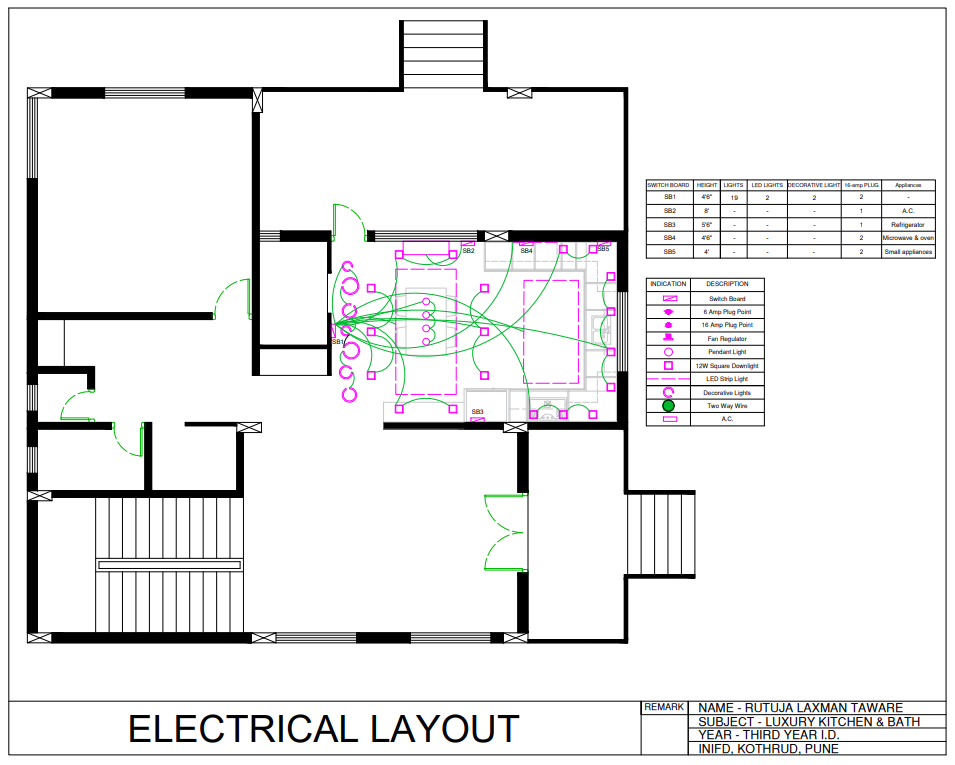 SWITCH BOARD HEIGHT LIGHTS LED LIGHTS DECORATIVE LIGHT 16-amp PLUG Appliances
SB1 4'6" 19 2 2 2 -
SB2 8' - - - 1 A.C.
SB3 5'6" - - - 1 Refrigerator
SB4 4'6" - - - 2 Microwave & oven
SB5 4' - - - 2 Small appliances
SB2
SB4
SB5
SB1
SB3
INDICATION DESCRIPTION
Switch Board
6 Amp Plug Point
16 Amp Plug Point
Fan Regulator
Pendant Light
12W Square Downlight
LED Strip Light
Decorative Lights
Two Way Wire
A.C.
ELECTRICAL LAYOUT
REMARK
NAME - RUTUJA LAXMAN TAWARE
SUBJECT - LUXURY KITCHEN & BATH
YEAR - THIRD YEAR I.D.
INIFD, KOTHRUD, PUNE